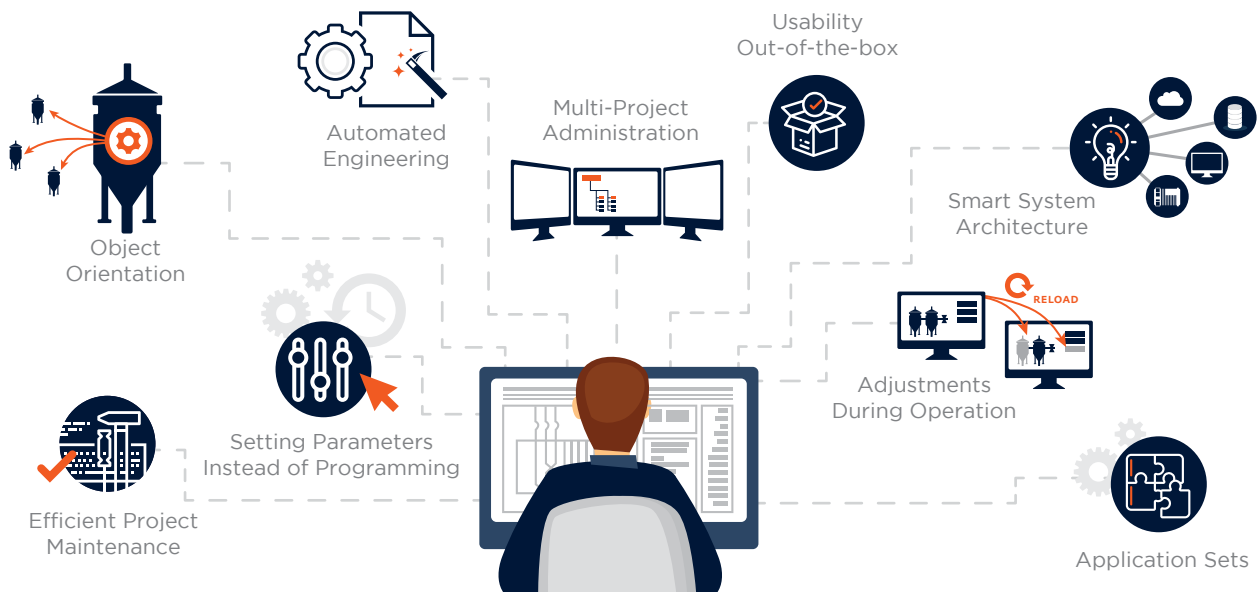 Usability
Out-of-the-box
Multi-Project
Administration
Automated
Engineering
Smart System
Architecture
Object
Orientation
RELOAD
Adjustments
During Operation
Setting Parameters
Instead of Programming
Efficient Project
Maintenance
Application Sets